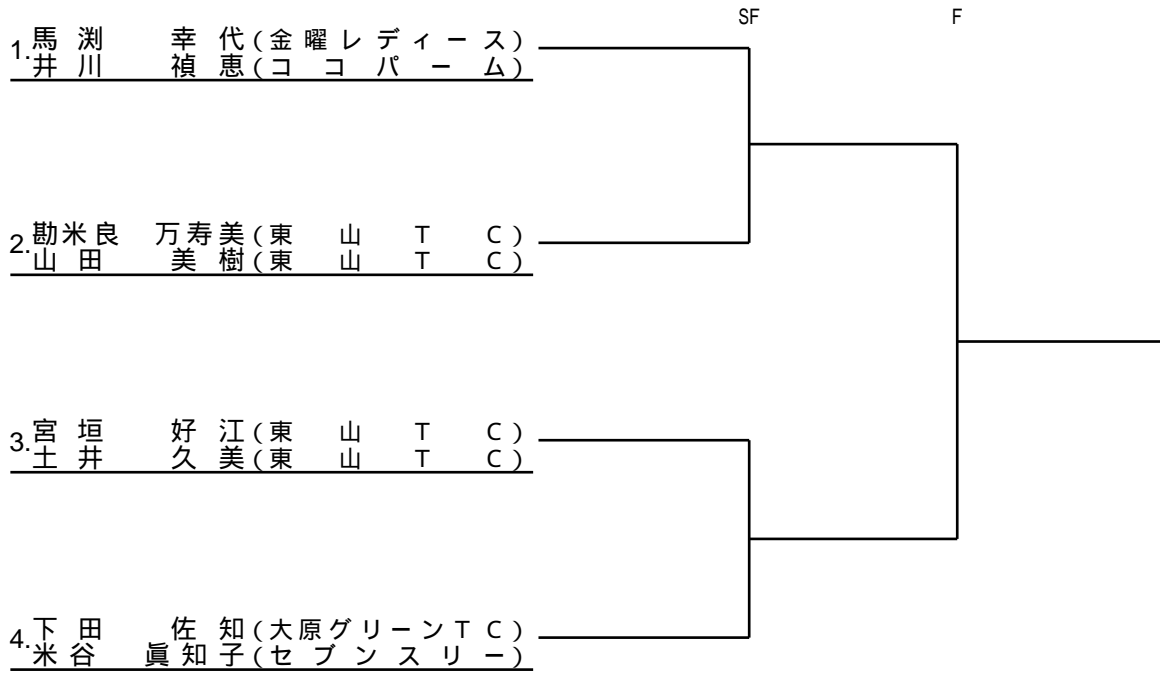 SF F
1. 馬渕 幸代(金曜レディース)
井川 禎恵(ココパーム)
2. 勘米良 万寿美(東山TC)
山田 美樹(東山TC)
3. 宮垣 好江(東山TC)
土井 久美(東山TC)
4. 下田 佐知(大原グリーンTC)
米谷 眞知子(セブンスリー)